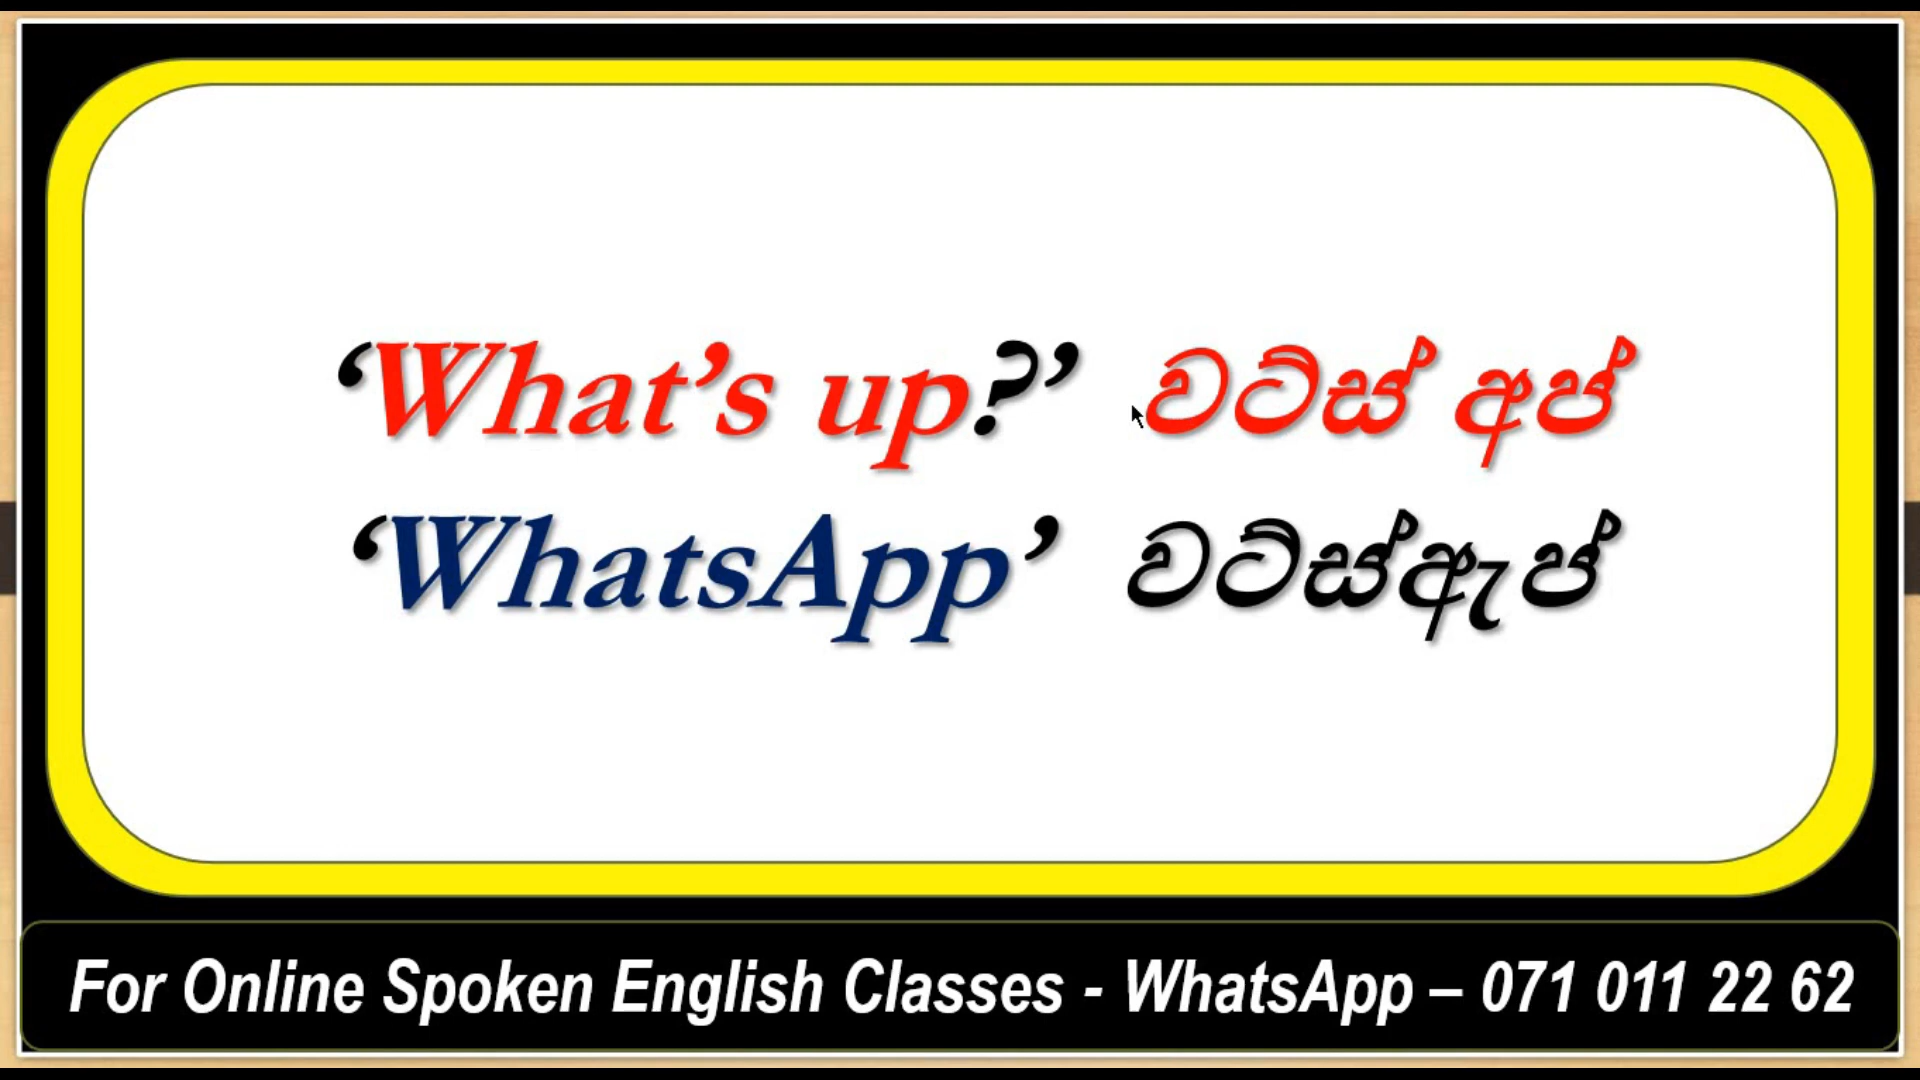 ‘What’s up?’ වට්ස් අප්
‘WhatsApp’ වට්ස්ඇප්
For Online Spoken English Classes - WhatsApp – 071 011 22 62